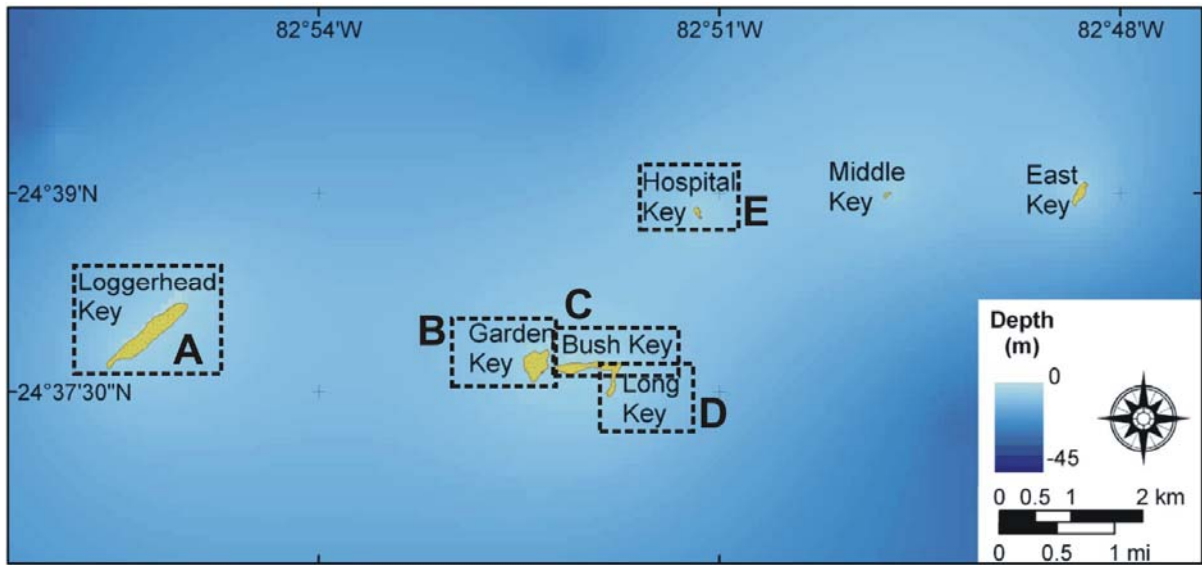 82°54'W
82°51'W
82°48'W
24°39'N
Hospital
Key
E
Middle
Key
East
Key
Loggerhead
Key
A
24°37'30"N
B
Garden
Key
C
Bush Key
Long
Key
D
Depth
(m)
0
-45
0 0.5 1 2 km
0 0.5 1 mi